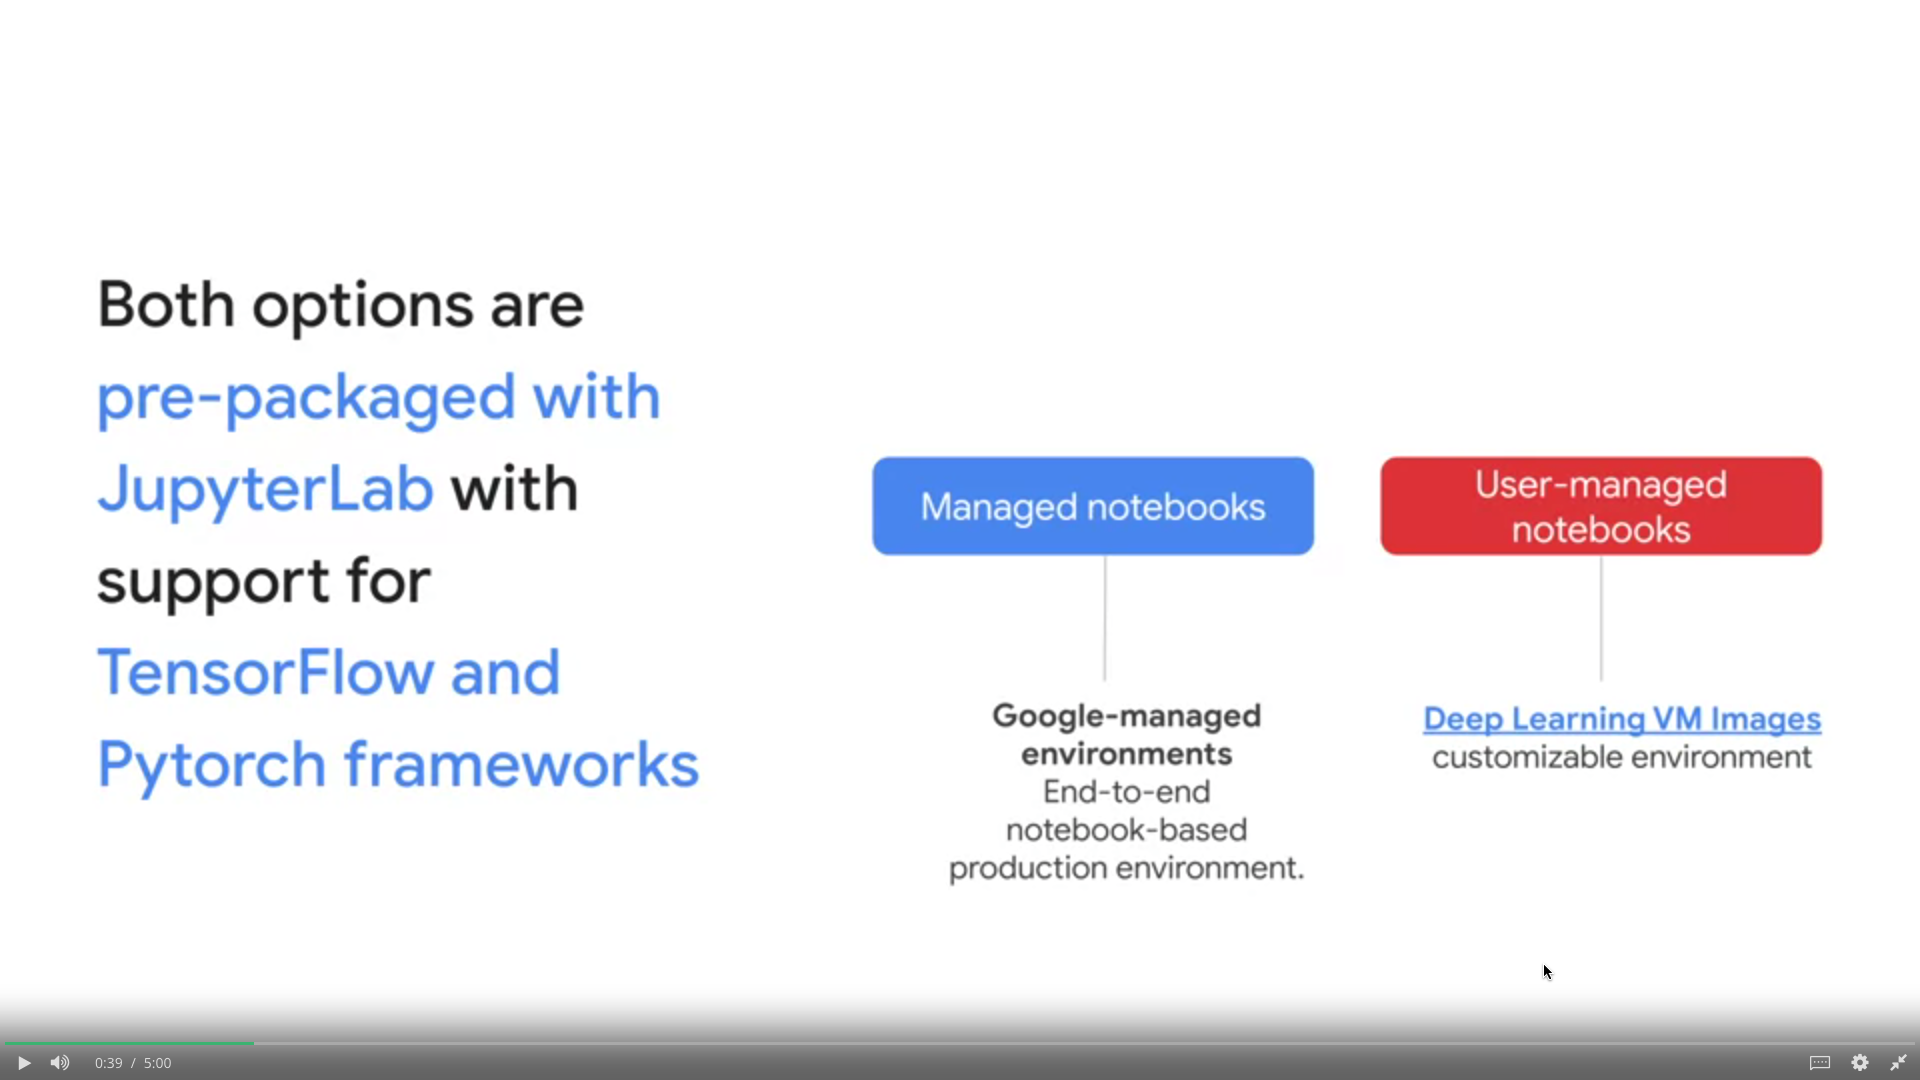 Both options are
pre-packaged with
JupyterLab with
support for
TensorFlow and
Pytorch frameworks
Managed notebooks
Google-managed
environments
End-to-end
notebook-based
production environment.
User-managed
notebooks
Deep Learning VM Images
customizable environment
0:39 / 5:00